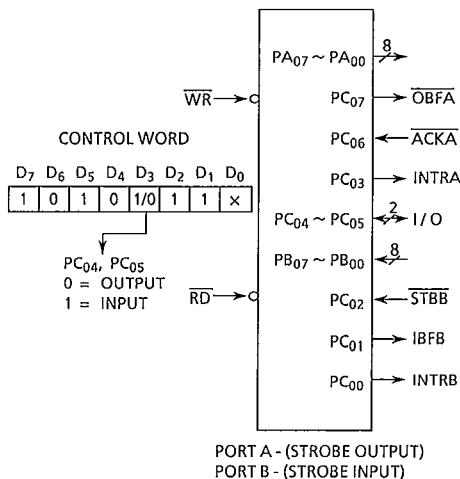 PA07 ~ PA00 8
PC07 OBFA
WR
PC06 ACKA
CONTROL WORD
PC03 INTRA
D7 D6 D5 D4 D3 D2 D1 D0
1 0 1 0 1/0 1 1 ×
PC04 ~ PC05 2 I/O
PB07 ~ PB00 8
PC04, PC05
0 = OUTPUT
1 = INPUT
RD
PC02 STBB
PC01 IBFB
PC00 INTRB
PORT A - (STROBE OUTPUT)
PORT B - (STROBE INPUT)